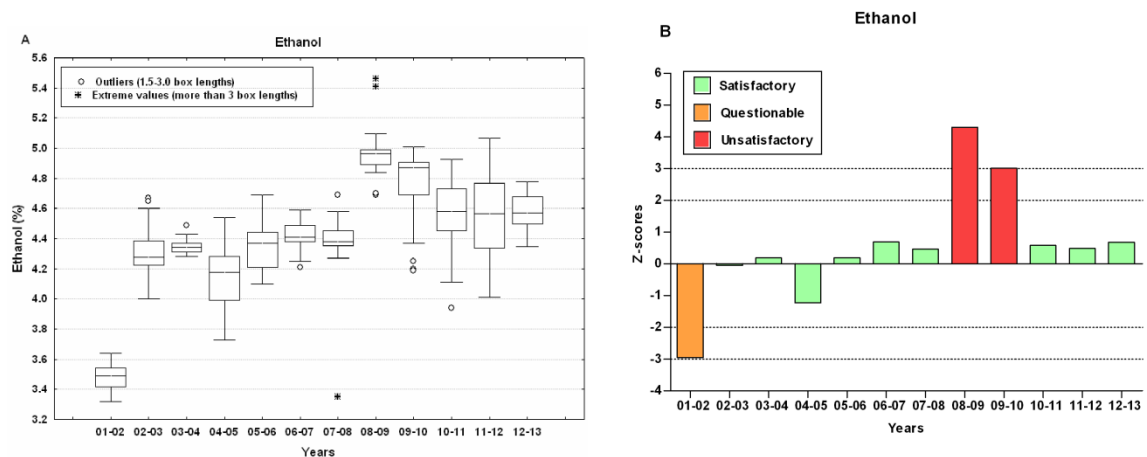 A
Ethanol
Outliers (1.5-3.0 box lengths)
Extreme values (more than 3 box lengths)
Ethanol (%)
5.6
5.4
5.2
5.0
4.8
4.6
4.4
4.2
4.0
3.8
3.6
3.4
3.2
01-02 02-03 03-04 04-05 05-06 06-07 07-08 08-09 09-10 10-11 11-12 12-13
Years
B
Ethanol
Satisfactory
Questionable
Unsatisfactory
Z-scores
6
5
4
3
2
1
0
-1
-2
-3
-4
01-02 02-03 03-04 04-05 05-06 06-07 07-08 08-09 09-10 10-11 11-12 12-13
Years